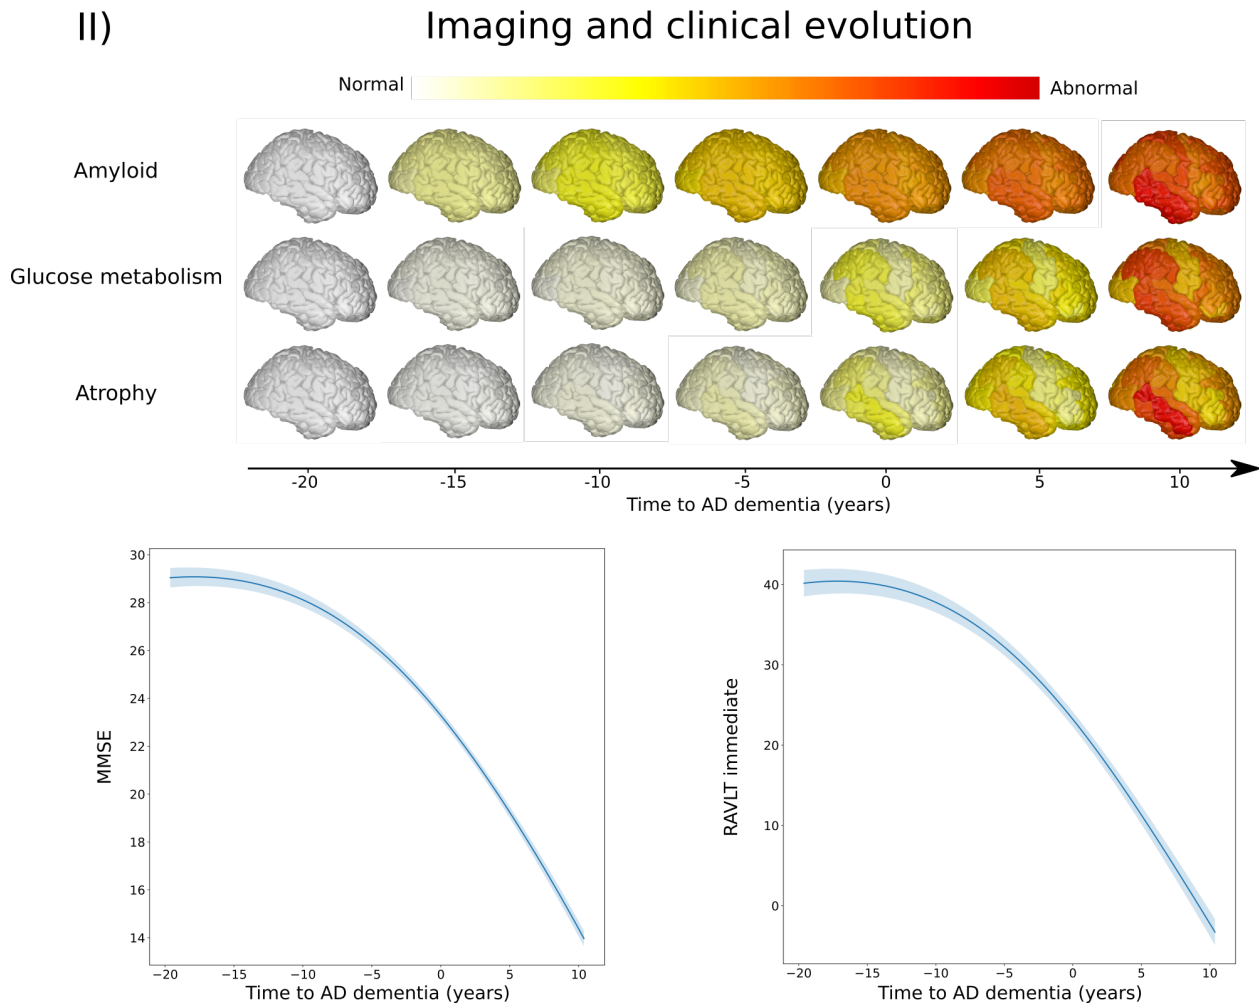 II) Imaging and clinical evolution
Normal Abnormal
Amyloid
Glucose metabolism
Atrophy
-20 -15 -10 -5 0 5 10
Time to AD dementia (years)
30
28
26
24
22
20
18
16
14
MMSE
−20 −15 −10 −5 0 5 10
Time to AD dementia (years)
40
30
20
10
0
RAVLT immediate
−20 −15 −10 −5 0 5 10
Time to AD dementia (years)